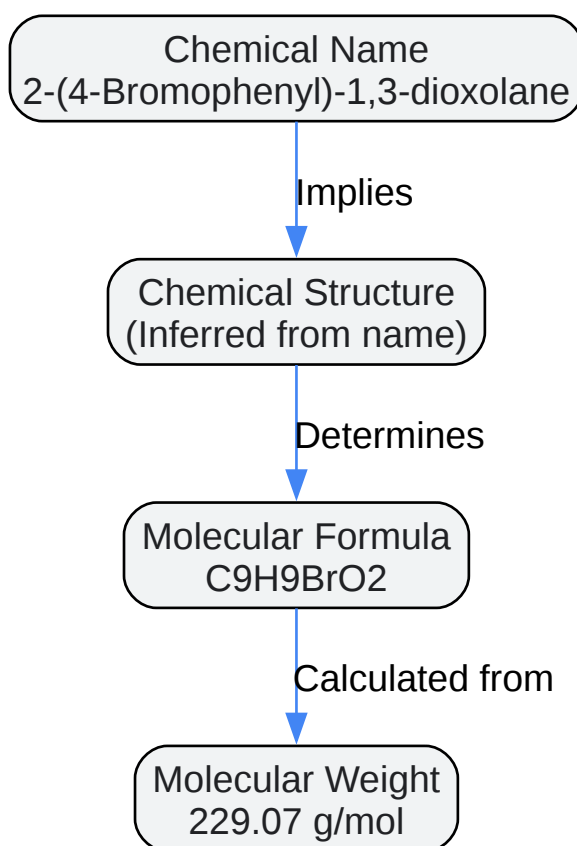 Chemical Name
2-(4-Bromophenyl)-1,3-dioxolane
Implies
Chemical Structure
(Inferred from name)
Determines
Molecular Formula
C9H9BrO2
Calculated from
Molecular Weight
229.07 g/mol